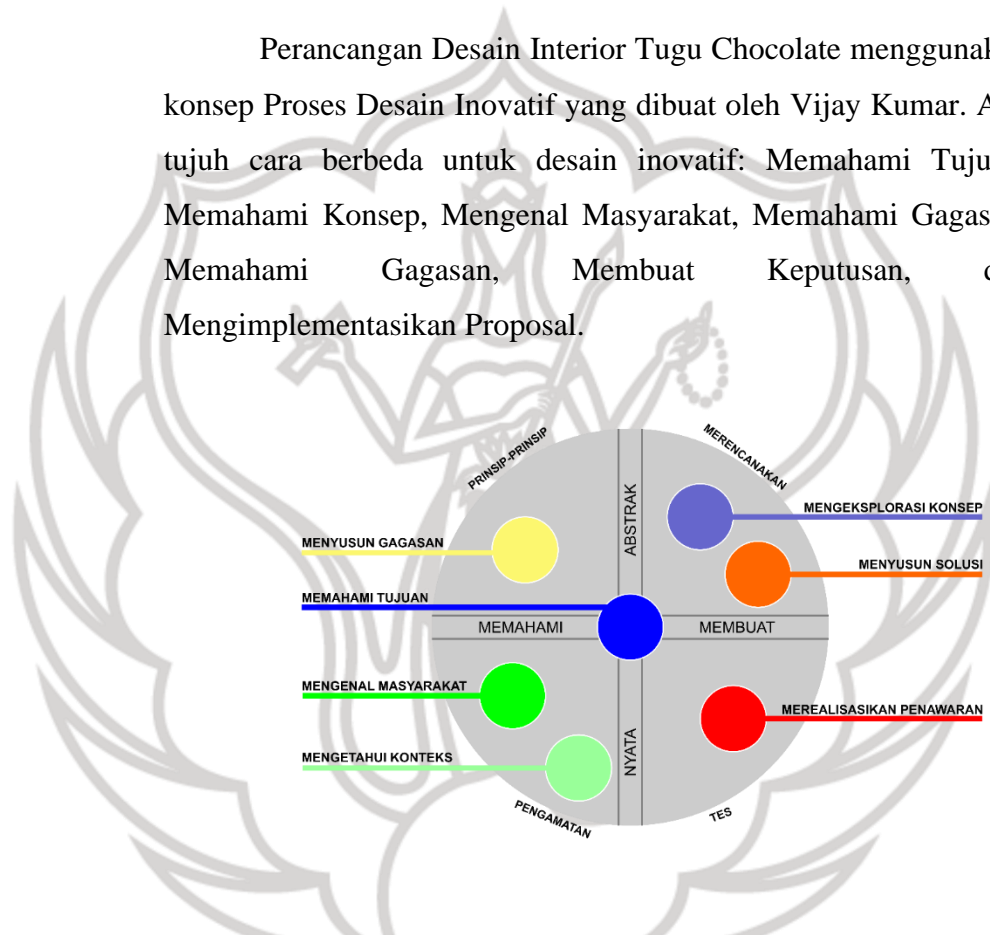 Perancangan Desain Interior Tugu Chocolate menggunak
konsep Proses Desain Inovatif yang dibuat oleh Vijay Kumar. A
tujuh cara berbeda untuk desain inovatif: Memahami Tuju
Memahami Konsep, Mengenal Masyarakat, Memahami Gagas
Memahami Gagasan, Membuat Keputusan, d
Mengimplementasikan Proposal.
PRINSIP-PRINSIP
MERENCANAKAN
ABSTRAK
MENGEKSPLORASI KONSEP
MENYUSUN GAGASAN
MENYUSUN SOLUSI
MEMAHAMI TUJUAN
MEMAHAMI
MEMBUAT
MENGENAL MASYARAKAT
MEREALISASIKAN PENAWARAN
NYATA
MENGETAHUI KONTEKS
PENGAMATAN
TES